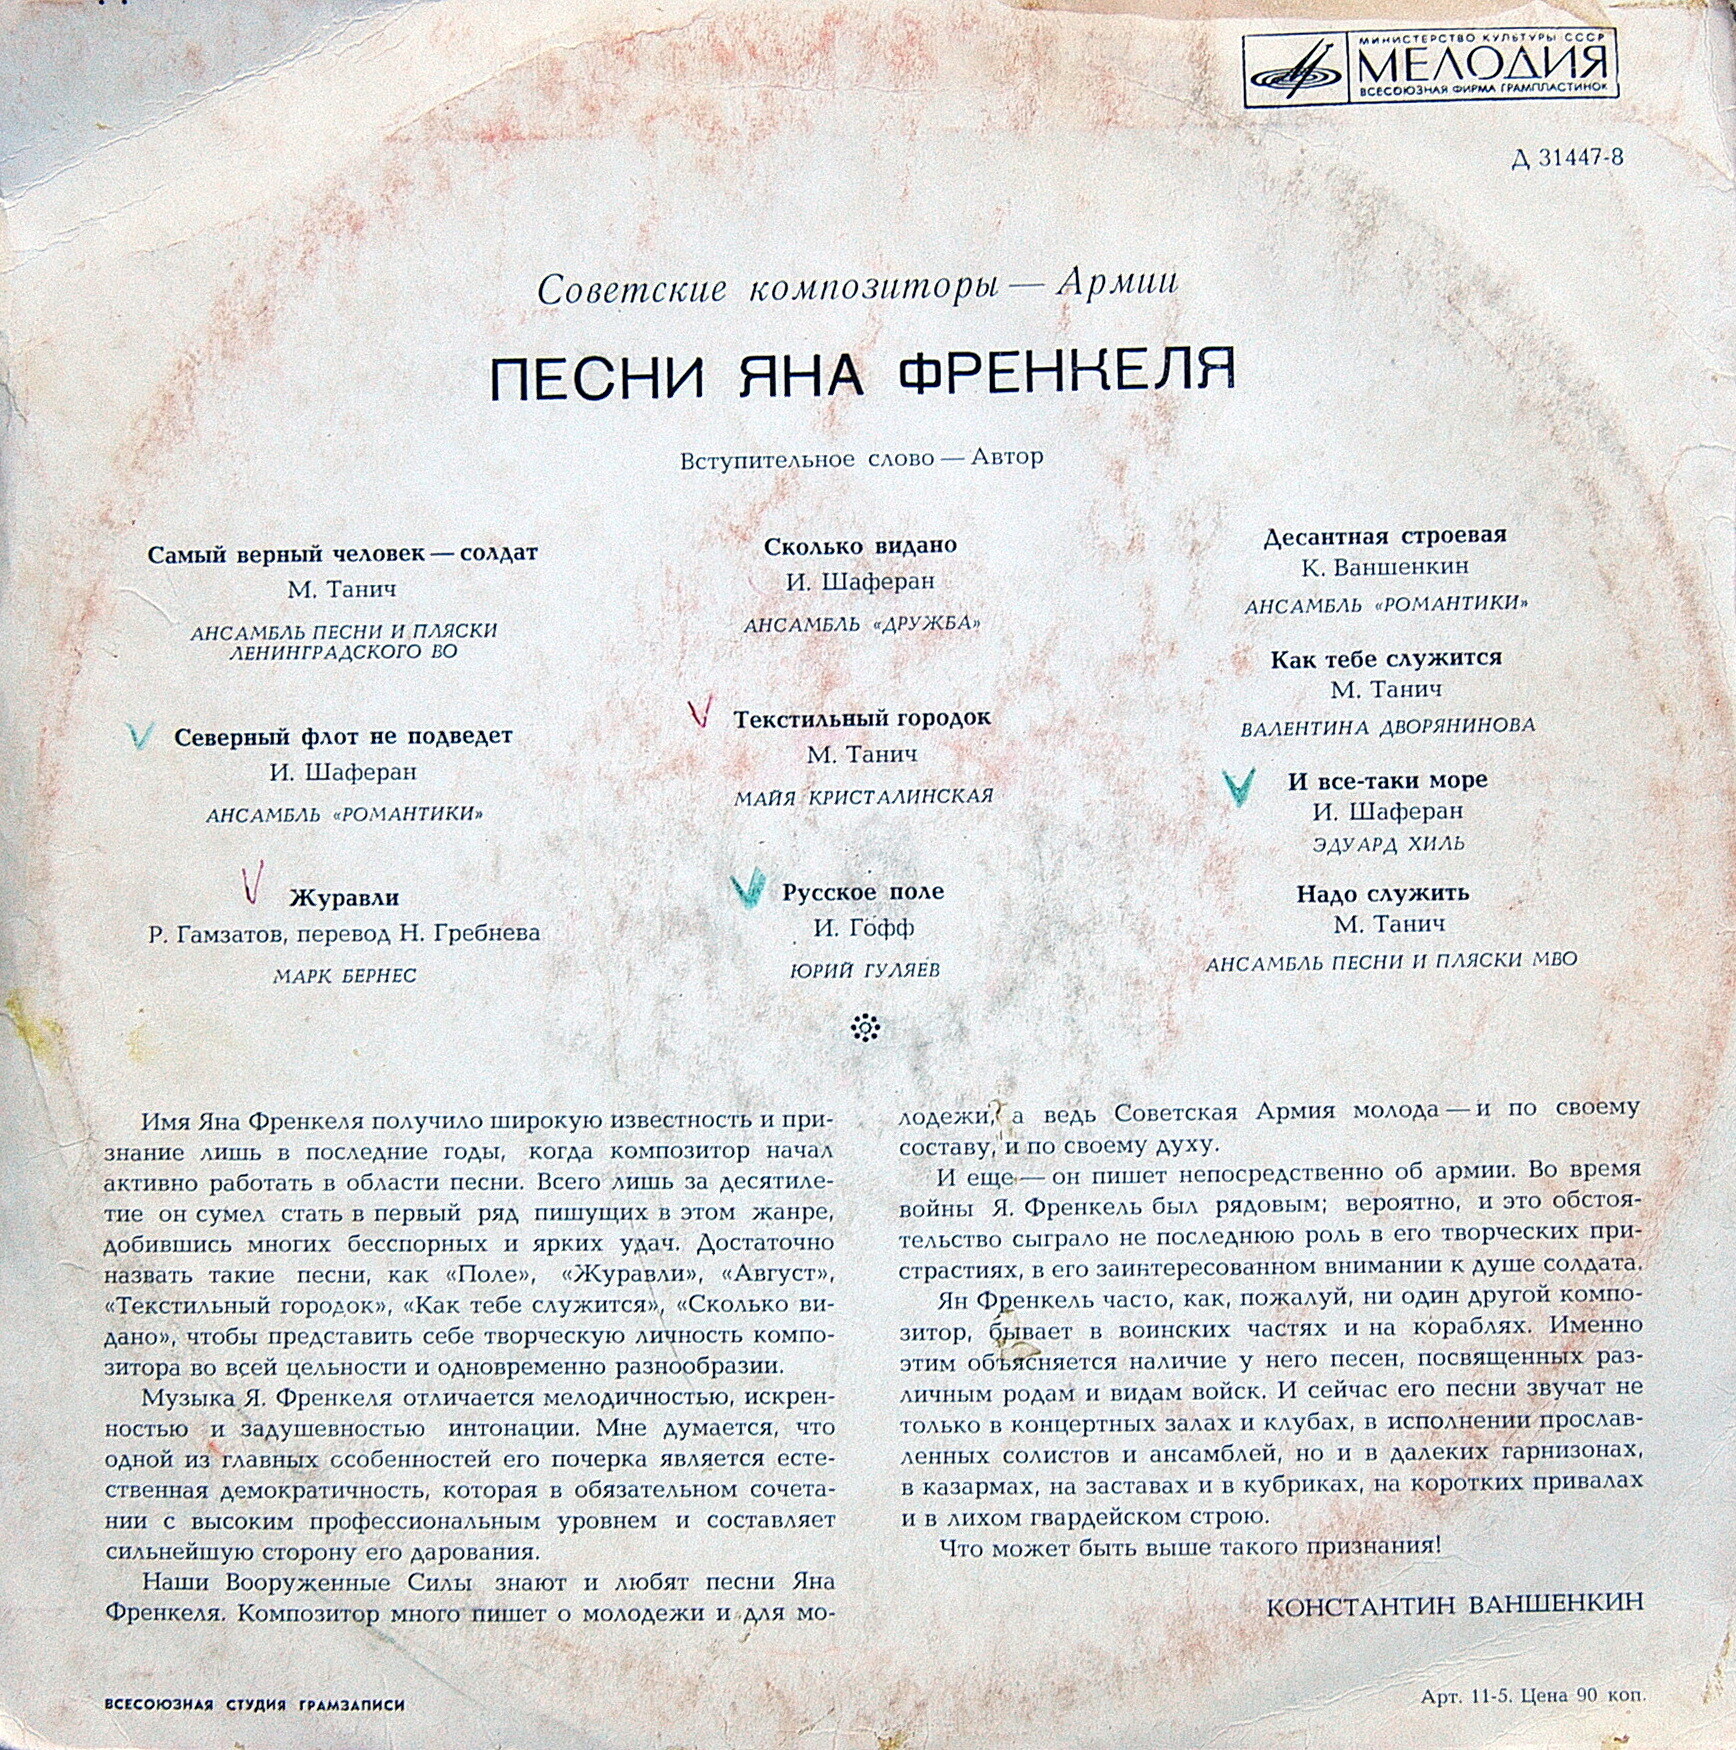 МИНИСТЕРСТВО КУЛЬТУРЫ СССР
МЕЛОДИЯ
ВСЕСОЮЗНАЯ ФИРМА ГРАМПЛАСТИНОК
Д 31447-8
Советские композиторы — Армии
ПЕСНИ ЯНА ФРЕНКЕЛЯ
Вступительное слово — Автор
Самый верный человек — солдат
М. Танич
АНСАМБЛЬ ПЕСНИ И ПЛЯСКИ
ЛЕНИНГРАДСКОГО ВО
Северный флот не подведет
И. Шаферан
АНСАМБЛЬ «РОМАНТИКИ»
Журавли
Р. Гамзатов, перевод Н. Гребнева
МАРК БЕРНЕС
Сколько видано
И. Шаферан
АНСАМБЛЬ «ДРУЖБА»
Текстильный городок
М. Танич
МАЙЯ КРИСТАЛИНСКАЯ
Русское поле
И. Гофф
ЮРИЙ ГУЛЯЕВ
Десантная строевая
К. Ваншенкин
АНСАМБЛЬ «РОМАНТИКИ»
Как тебе служится
М. Танич
ВАЛЕНТИНА ДВОРЯНИНОВА
И все-таки море
И. Шаферан
ЭДУАРД ХИЛЬ
Надо служить
М. Танич
АНСАМБЛЬ ПЕСНИ И ПЛЯСКИ МВО
Имя Яна Френкеля получило широкую известность и при-
знание лишь в последние годы, когда композитор начал
активно работать в области песни. Всего лишь за десятиле-
тие он сумел стать в первый ряд пишущих в этом жанре,
добившись многих бесспорных и ярких удач. Достаточно
назвать такие песни, как «Поле», «Журавли», «Август»,
«Текстильный городок», «Как тебе служится», «Сколько ви-
дано», чтобы представить себе творческую личность компо-
зитора во всей цельности и одновременно разнообразии.
Музыка Я. Френкеля отличается мелодичностью, искрен-
ностью и задушевностью интонации. Мне думается, что
одной из главных особенностей его почерка является есте-
ственная демократичность, которая в обязательном сочета-
нии с высоким профессиональным уровнем и составляет
сильнейшую сторону его дарования.
Наши Вооруженные Силы знают и любят песни Яна
Френкеля. Композитор много пишет о молодежи и для мо-
лодежи, а ведь Советская Армия молода — и по своему
составу, и по своему духу.
И еще — он пишет непосредственно об армии. Во время
войны Я. Френкель был рядовым; вероятно, и это обстоя-
тельство сыграло не последнюю роль в его творческих при-
страстиях, в его заинтересованном внимании к душе солдата.
Ян Френкель часто, как, пожалуй, ни один другой компо-
зитор, бывает в воинских частях и на кораблях. Именно
этим объясняется наличие у него песен, посвященных раз-
личным родам и видам войск. И сейчас его песни звучат не
только в концертных залах и клубах, в исполнении прослав-
ленных солистов и ансамблей, но и в далеких гарнизонах,
в казармах, на заставах и в кубриках, на коротких привалах
и в лихом гвардейском строю.
Что может быть выше такого признания!
КОНСТАНТИН ВАНШЕНКИН
ВСЕСОЮЗНАЯ СТУДИЯ ГРАМЗАПИСИ
Арт. 11-5. Цена 90 коп.